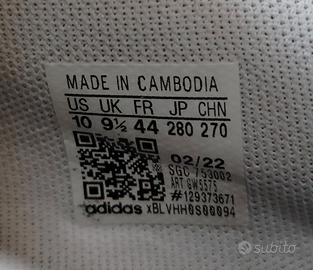 MADE IN CAMBODIA
US UK FR JP CHN
10 9½ 44 280 270
02/22
SGC 753002
ART GW5575
#129373671
adidas xBLVHH0S00094
subito